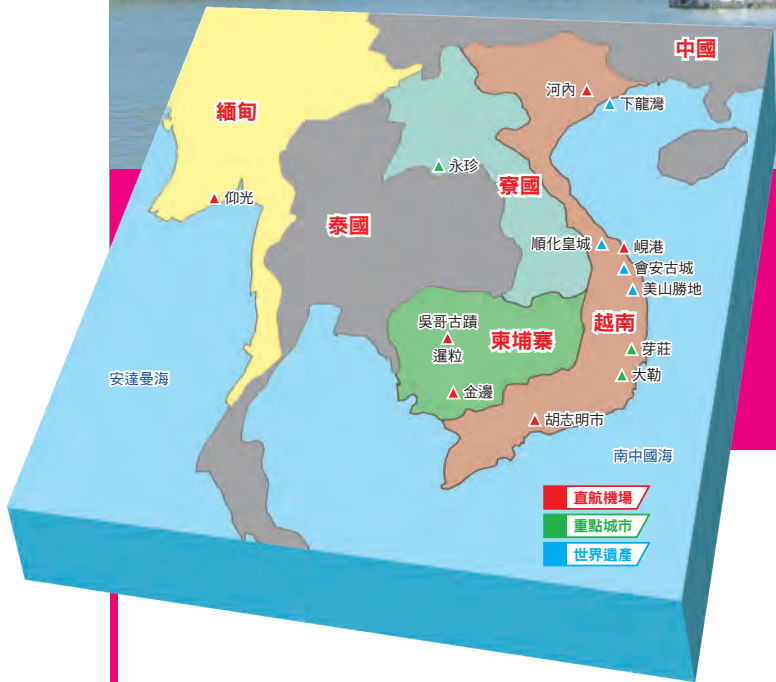 中國
河內
下龍灣
緬甸
永珍
寮國
仰光
泰國
順化皇城
峴港
會安古城
美山勝地
吳哥古蹟
暹粒
柬埔寨
越南
芽莊
大勒
安達曼海
金邊
胡志明市
南中國海
直航機場
重點城市
世界遺產